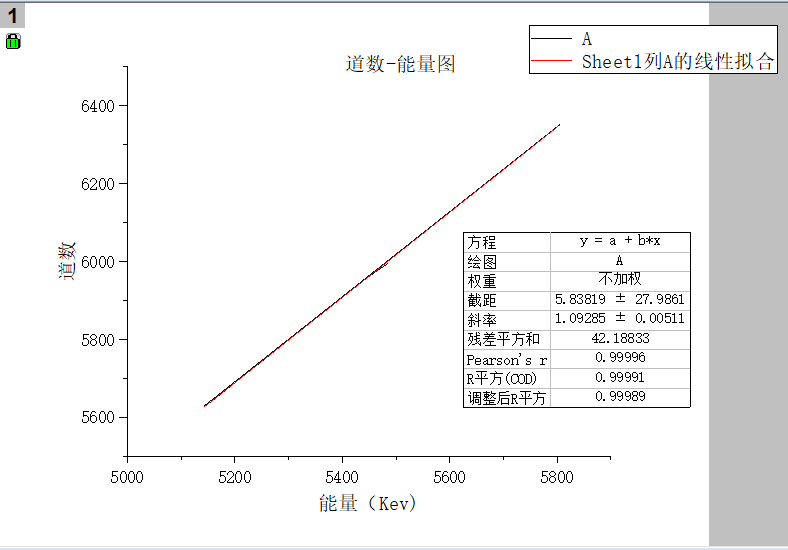 1
A
Sheet1列A的线性拟合
道数-能量图
6400
6200
6000
5800
5600
道数
方程 y = a + b*x
绘图 A
权重 不加权
截距 5.83819 ± 27.9861
斜率 1.09285 ± 0.00511
残差平方和 42.18833
Pearson's r 0.99996
R平方(COD) 0.99991
调整后R平方 0.99989
5000 5200 5400 5600 5800
能量（Kev)